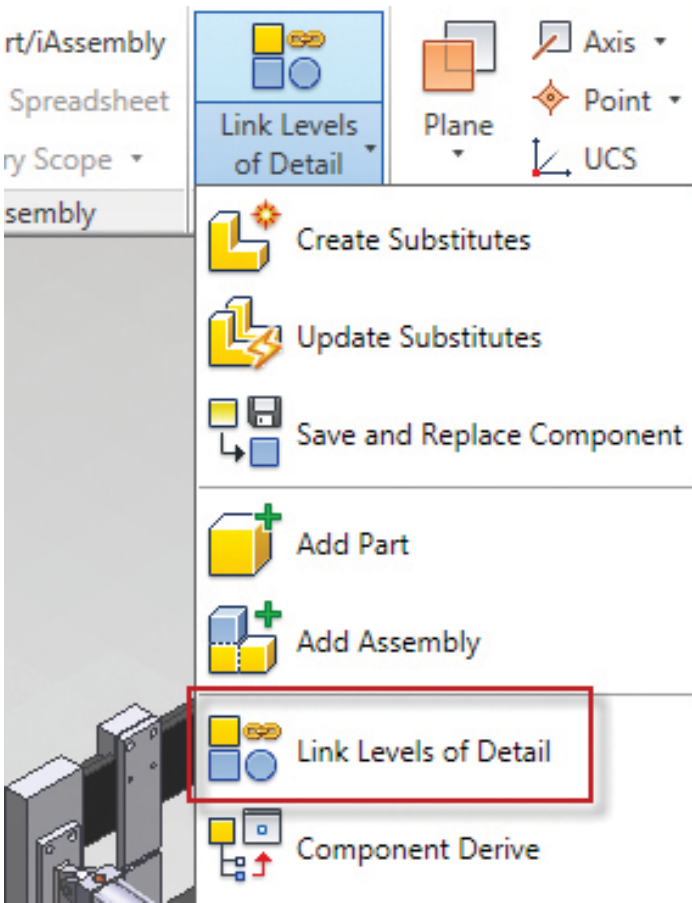 rt/iAssembly
Spreadsheet
ry Scope
sembly
Link Levels
of Detail
Plane
Axis
Point
UCS
Create Substitutes
Update Substitutes
Save and Replace Component
Add Part
Add Assembly
Link Levels of Detail
Component Derive